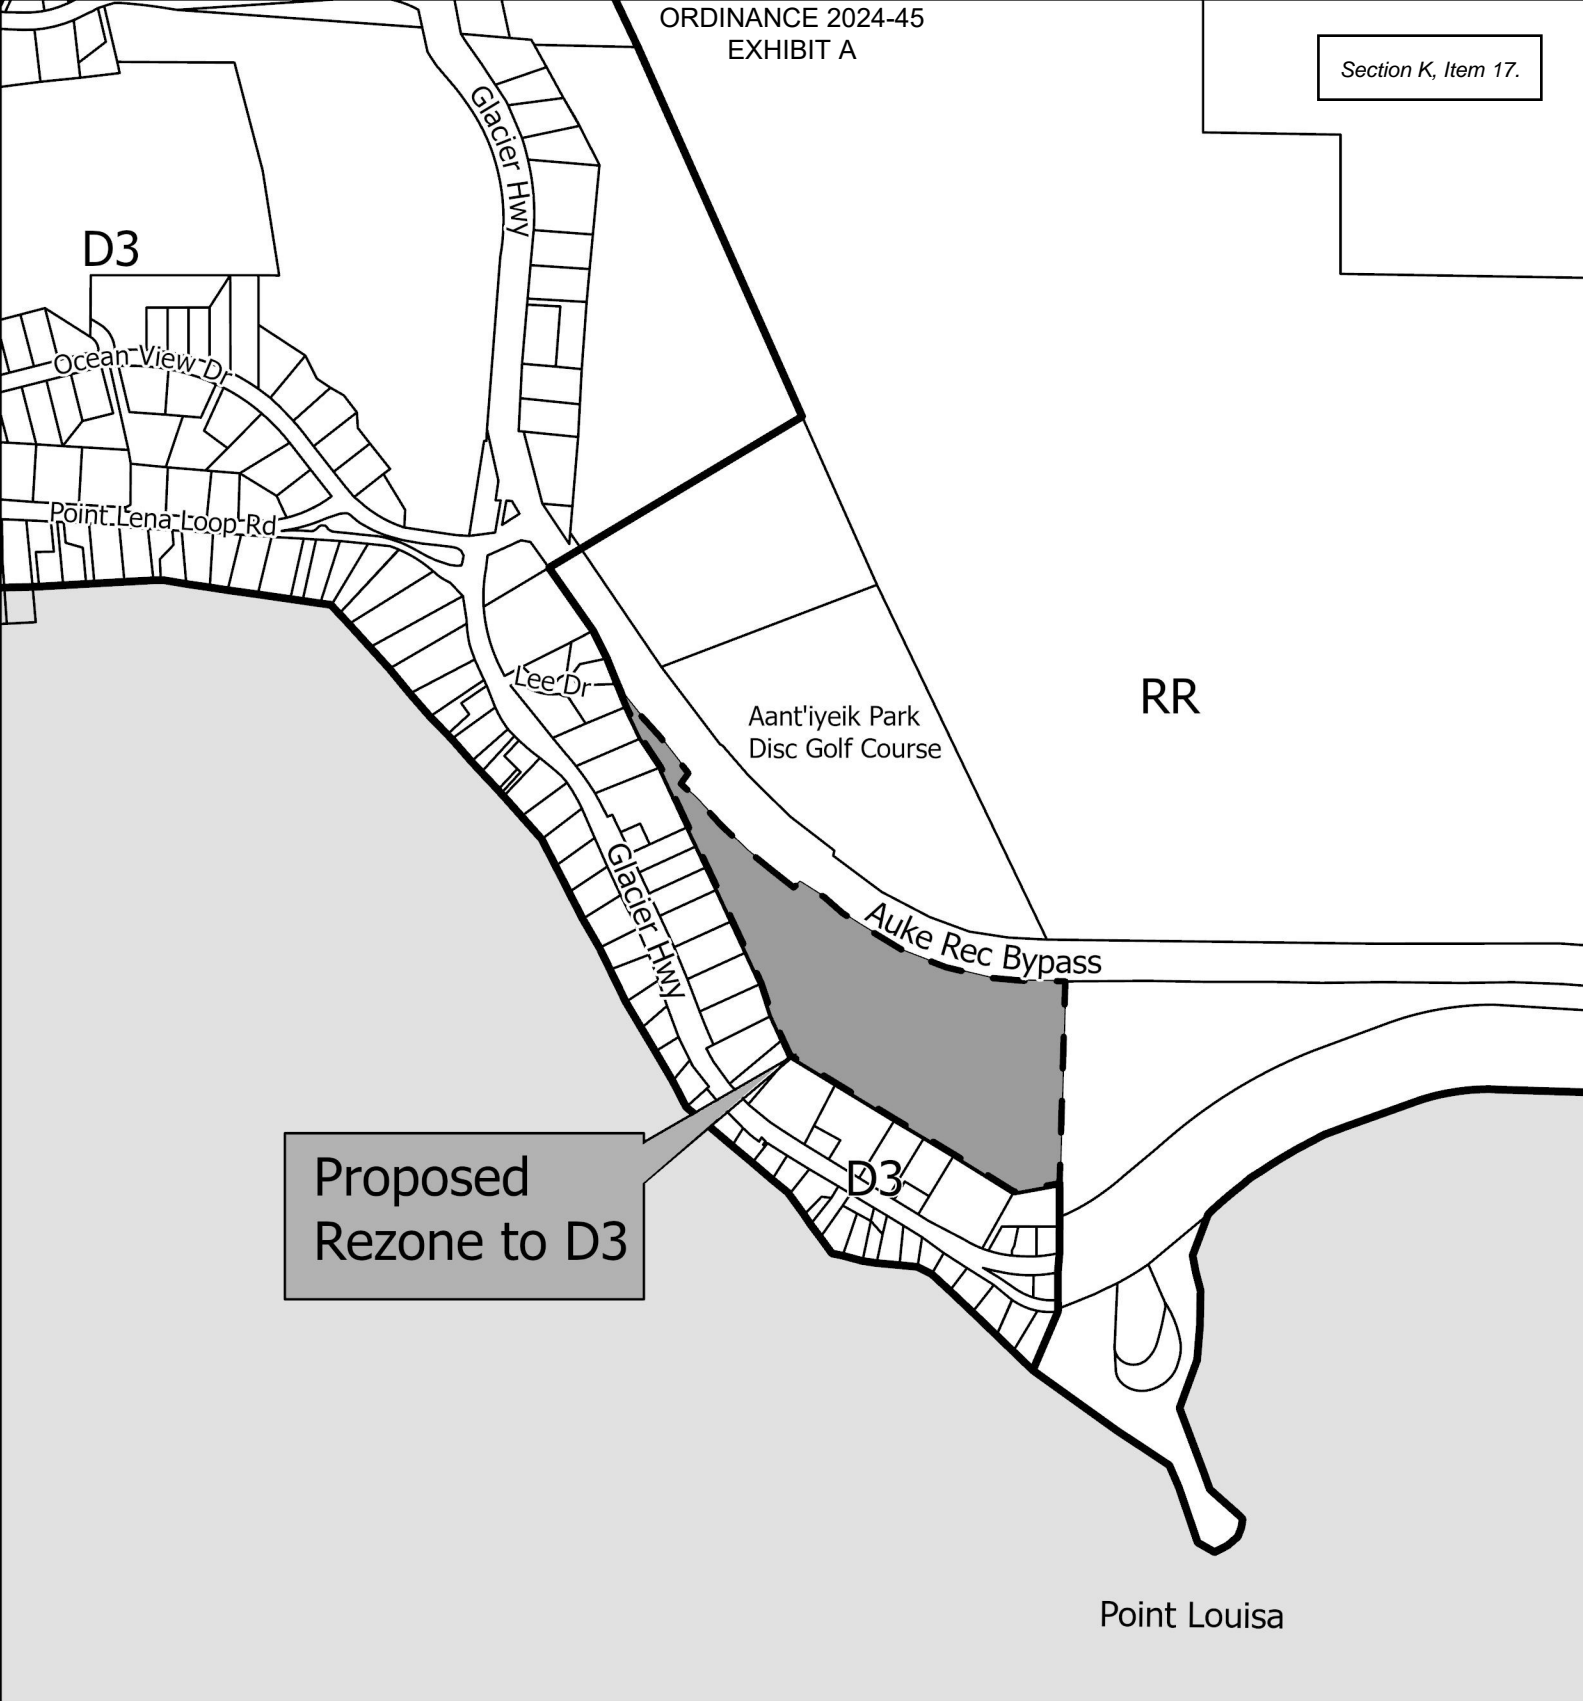 ORDINANCE 2024-45
EXHIBIT A
Section K, Item 17.
Glacier Hwy
D3
Ocean View Dr
Point Lena Loop Rd
Lee Dr
RR
Aant'iyeik Park
Disc Golf Course
Glacier Hwy
Auke Rec Bypass
Proposed
Rezone to D3
D3
Point Louisa